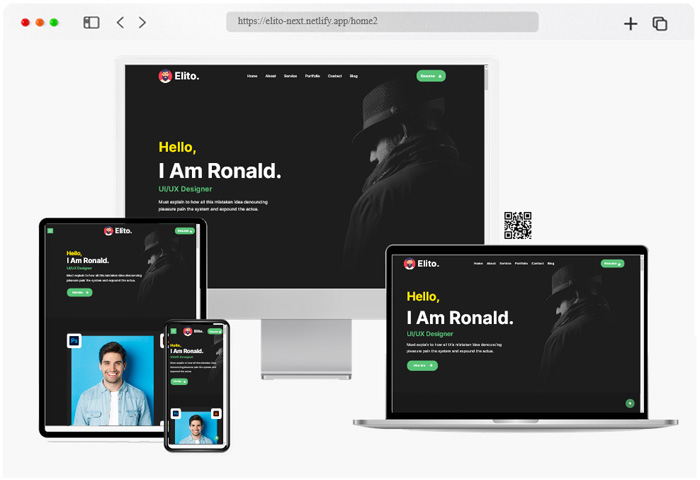 https://elito-next.netlify.app/home2
Elito.
Home About Service Portfolio Contact Blog
Resume
Hello,
I Am Ronald.
UI/UX Designer
Must explain to how all this mistaken idea denouncing
pleasure pain the system and expound the actua.
Elito.
Resume
Hello,
I Am Ronald.
UI/UX Designer
Must explain to how all this mistaken idea denouncing
pleasure pain the system and expound the actua.
Hire Me
Ps
Elito.
Hello,
I Am Ronald.
UI/UX Designer
Elito.
Home About Service Portfolio Contact Blog
Resume
Hello,
I Am Ronald.
UI/UX Designer
Must explain to how all this mistaken idea denouncing
pleasure pain the system and expound the actua.
Hire Me